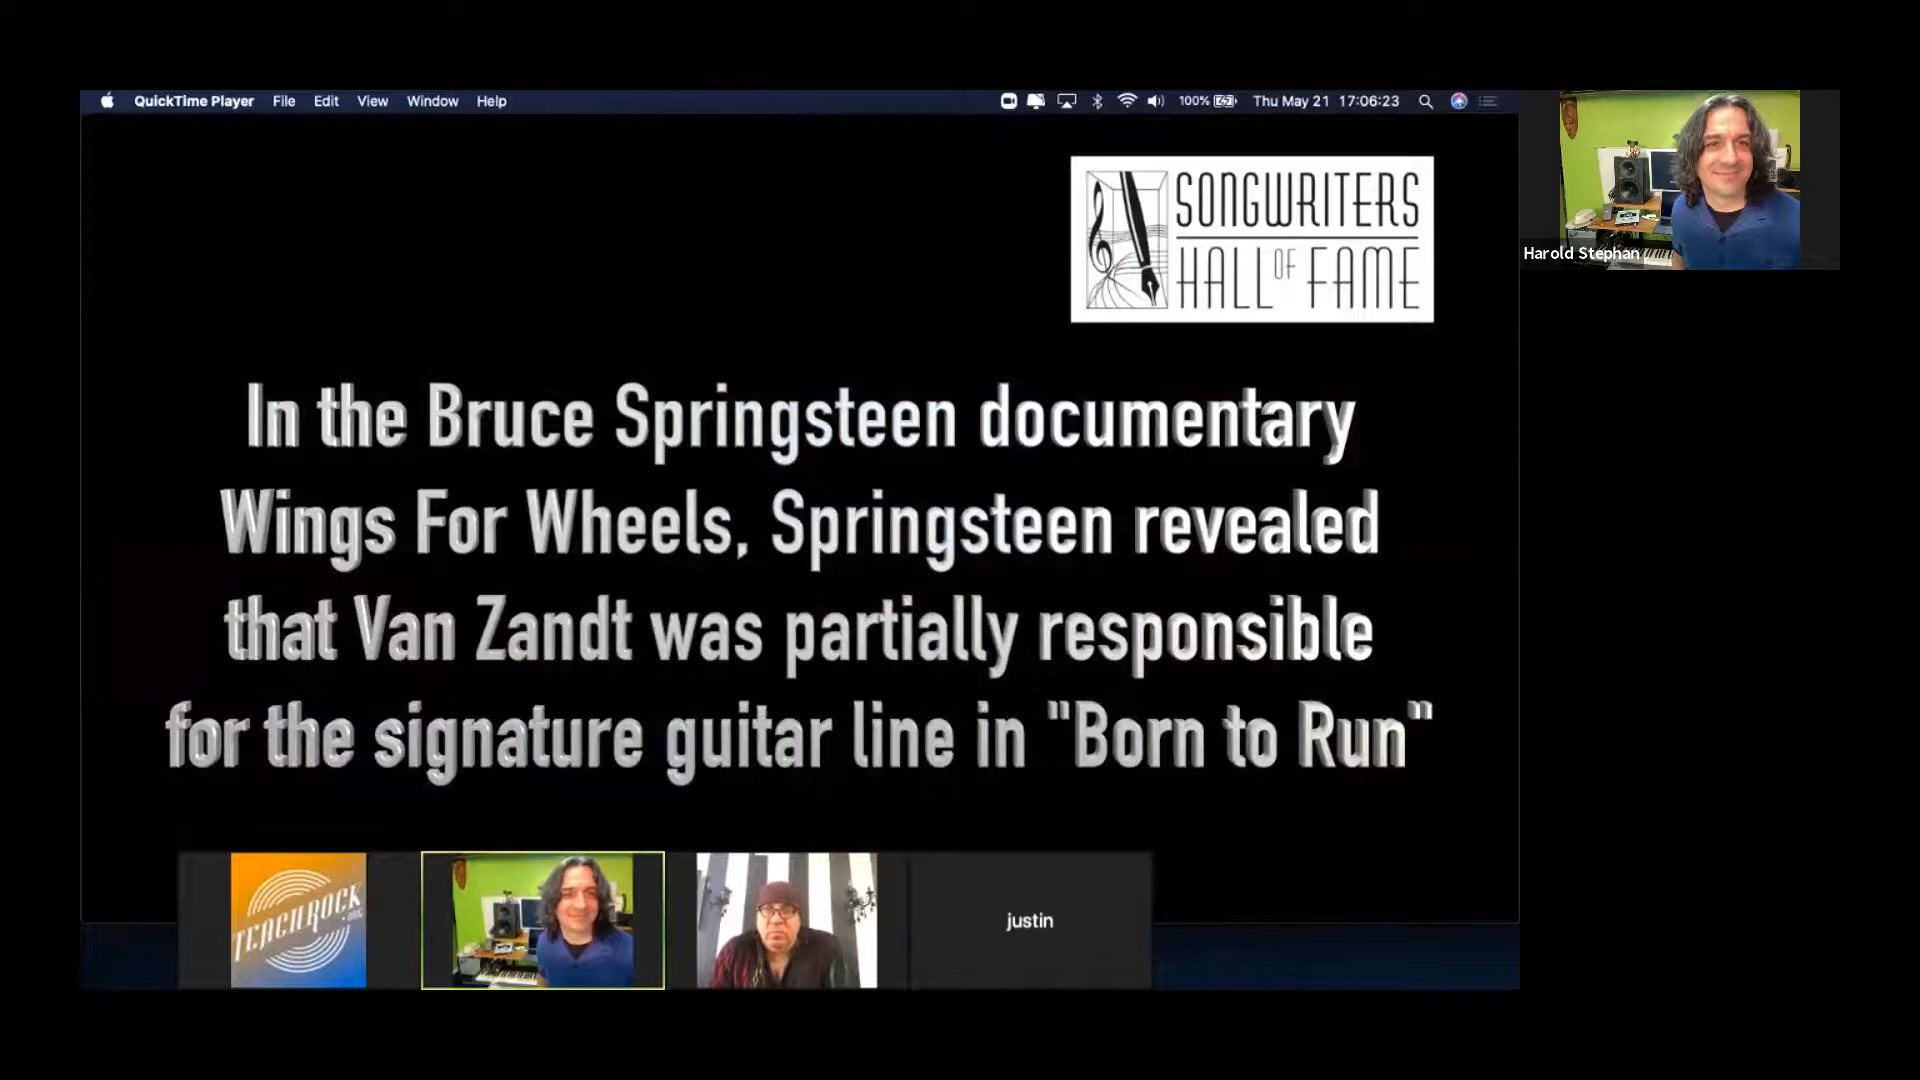 QuickTime Player File Edit View Window Help 100% Thu May 21 17:06:23
SONGWRITERS
HALL OF FAME
Harold Stephan
In the Bruce Springsteen documentary
Wings For Wheels, Springsteen revealed
that Van Zandt was partially responsible
for the signature guitar line in "Born to Run"
TEACHROCK
.ORG
justin